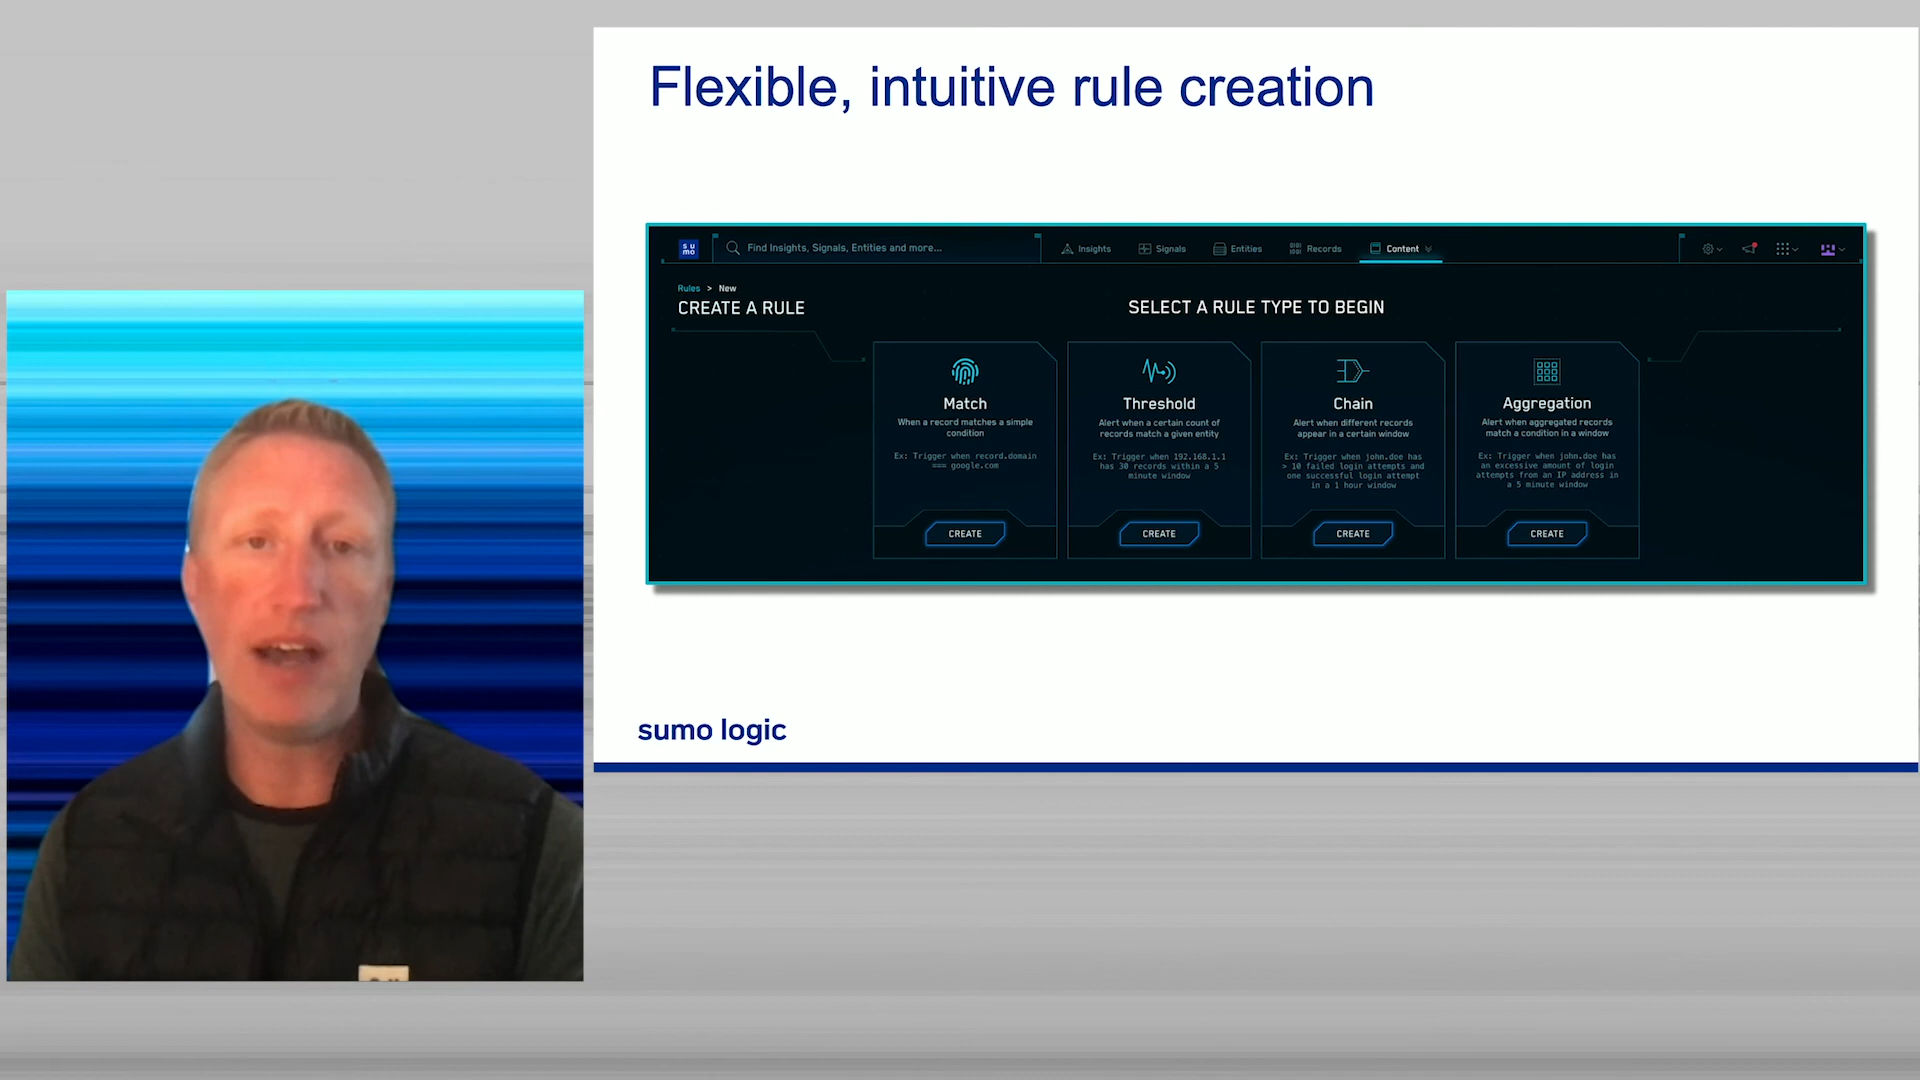 Flexible, intuitive rule creation
su
mo
Find Insights, Signals, Entities and more...
Insights
Signals
Entities
Records
Content
Rules > New
CREATE A RULE
SELECT A RULE TYPE TO BEGIN
Match
When a record matches a simple
condition
Ex: Trigger when record.domain
=== google.com
CREATE
Threshold
Alert when a certain count of
records match a given entity
Ex: Trigger when 192.168.1.1
has 30 records within a 5
minute window
CREATE
Chain
Alert when different records
appear in a certain window
Ex: Trigger when john.doe has
> 10 failed login attempts and
one successful login attempt
in a 1 hour window
CREATE
Aggregation
Alert when aggregated records
match a condition in a window
Ex: Trigger when john.doe has
an excessive amount of login
attempts from an IP address in
a 5 minute window
CREATE
sumo logic